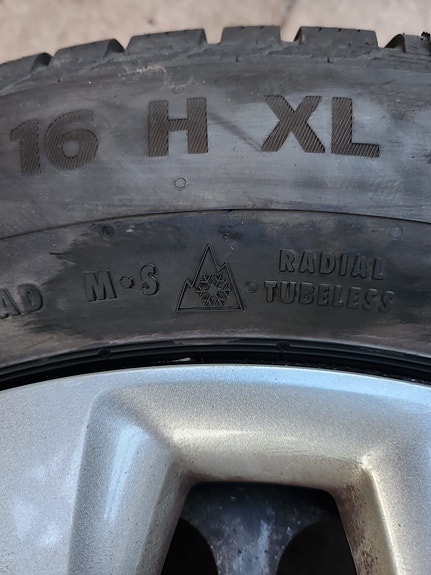 16 H XL
AD M·S RADIAL
TUBELESS